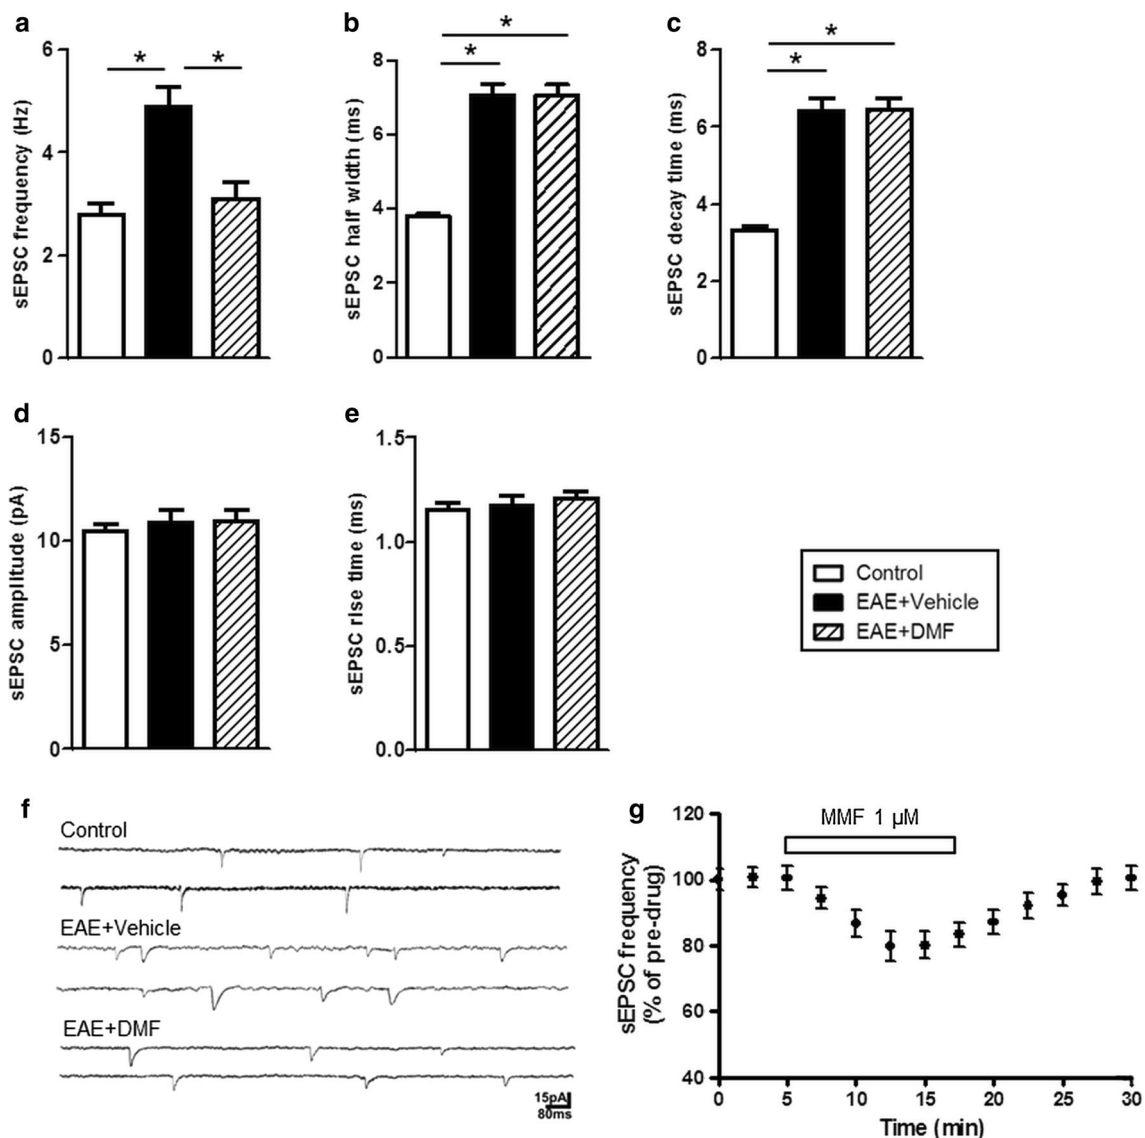 a
sEPSC frequency (Hz)
6
4
2
0
*
*
b
sEPSC half width (ms)
8
6
4
2
0
*
*
c
sEPSC decay time (ms)
8
6
4
2
0
*
*
d
sEPSC amplitude (pA)
15
10
5
0
e
sEPSC rise time (ms)
1.5
1.0
0.5
0.0
Control
EAE+Vehicle
EAE+DMF
f
Control
EAE+Vehicle
EAE+DMF
15pA
80ms
g
sEPSC frequency
(% of pre-drug)
120
100
80
60
40
MMF 1 µM
0 5 10 15 20 25 30
Time (min)